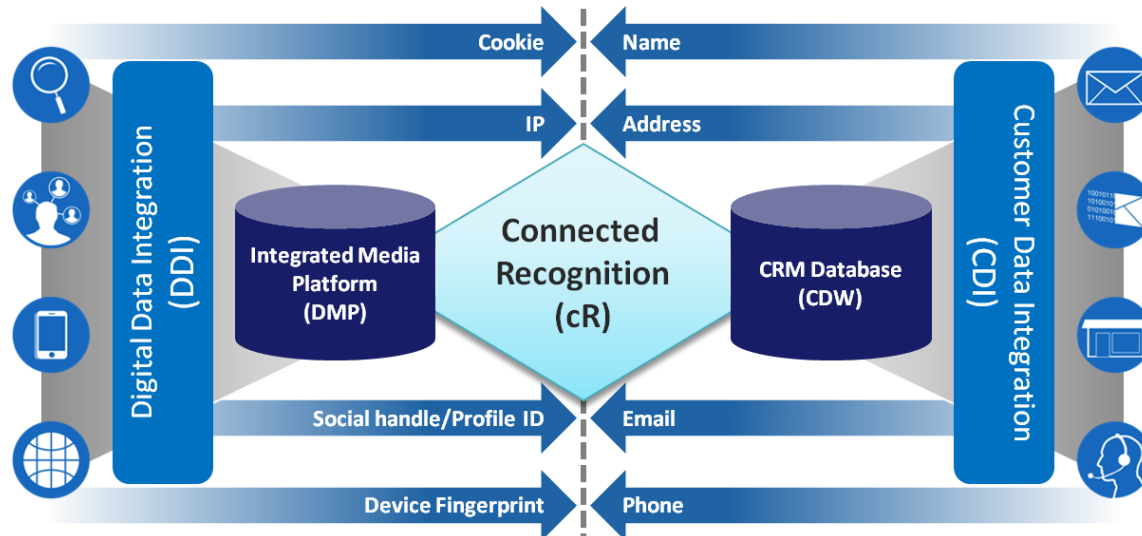 Cookie
Name
IP
Address
Digital Data Integration
(DDI)
Integrated Media
Platform
(DMP)
Connected
Recognition
(cR)
CRM Database
(CDW)
Customer Data Integration
(CDI)
Social handle/Profile ID
Email
Device Fingerprint
Phone